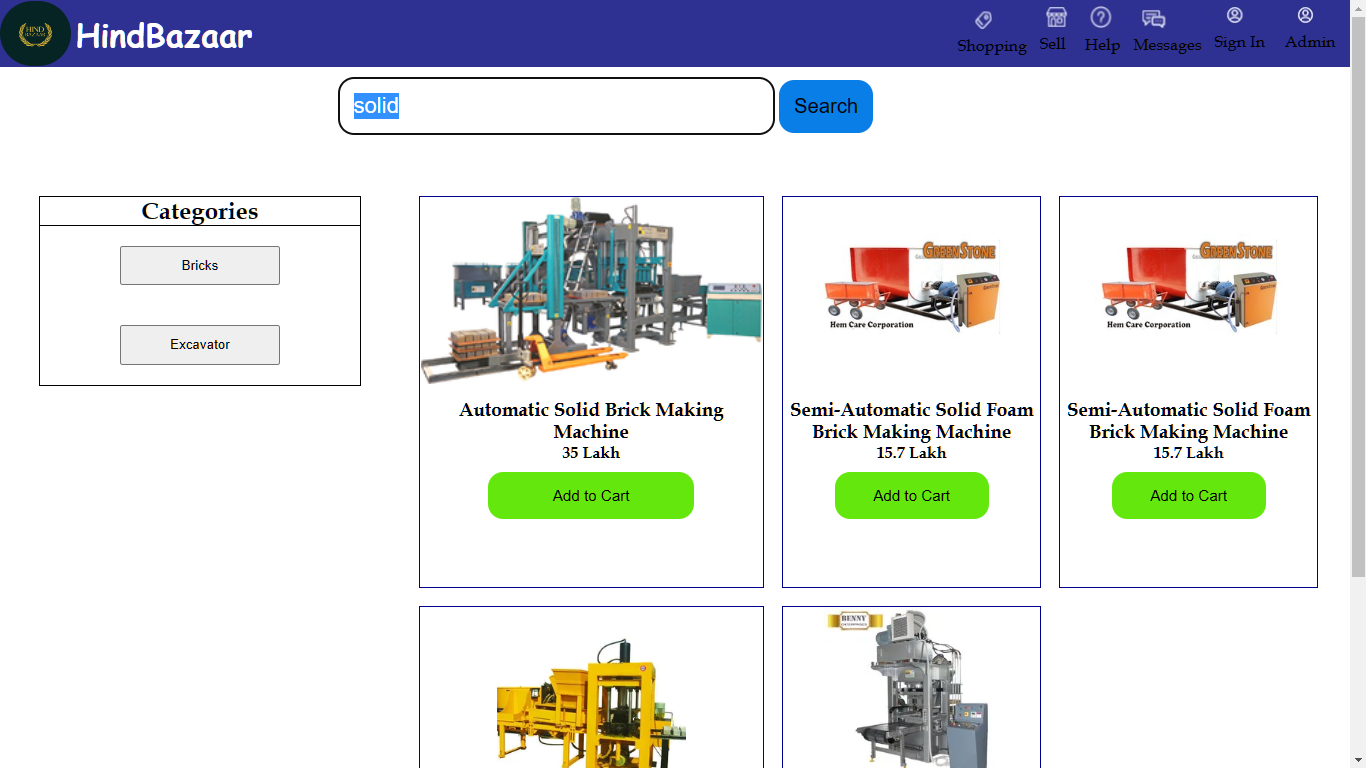 HIND
BAZAAR
HindBazaar
Shopping
Sell
Help
Messages
Sign In
Admin
solid
Search
Categories
Bricks
Excavator
GREENSTONE
Hem Care Corporation
Automatic Solid Brick Making
Machine
35 Lakh
Add to Cart
GREENSTONE
Hem Care Corporation
Semi-Automatic Solid Foam
Brick Making Machine
15.7 Lakh
Add to Cart
Semi-Automatic Solid Foam
Brick Making Machine
15.7 Lakh
Add to Cart
BENNY
ENTERPRISES